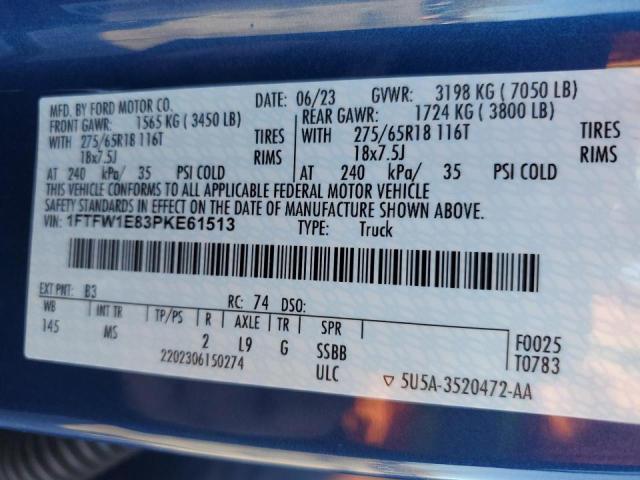 MFD. BY FORD MOTOR CO.
DATE: 06/23 GVWR: 3198 KG ( 7050 LB)
FRONT GAWR: 1565 KG ( 3450 LB)
REAR GAWR: 1724 KG ( 3800 LB)
WITH 275/65R18 116T TIRES
WITH 275/65R18 116T TIRES
18x7.5J RIMS
18x7.5J RIMS
AT 240 kPa/ 35 PSI COLD
AT 240 kPa/ 35 PSI COLD
THIS VEHICLE CONFORMS TO ALL APPLICABLE FEDERAL MOTOR VEHICLE
SAFETY STANDARDS IN EFFECT ON THE DATE OF MANUFACTURE SHOWN ABOVE.
VIN: 1FTFW1E83PKE61513 TYPE: Truck
EXT PNT: B3 RC: 74 DSO:
WB INT TR TP/PS R AXLE TR SPR
145 MS 2 L9 G SSBB F0025
2202306150274 ULC T0783
▽ 5U5A-3520472-AA